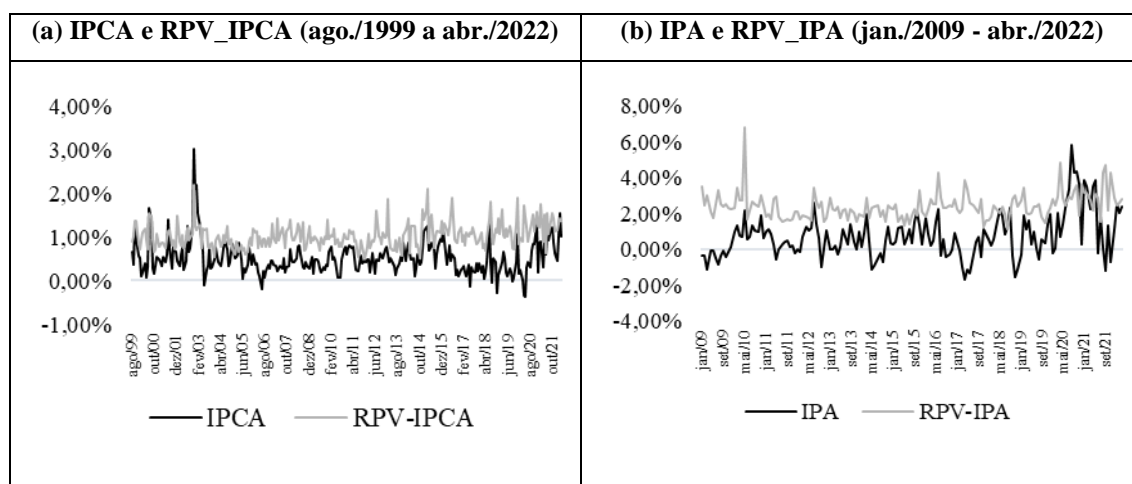 (a) IPCA e RPV_IPCA (ago./1999 a abr./2022)
(b) IPA e RPV_IPA (jan./2009 - abr./2022)
4,00%
3,00%
2,00%
1,00%
0,00%
-1,00%
ago/99
out/00
dez/01
fev/03
abr/04
jun/05
ago/06
out/07
dez/08
fev/10
abr/11
jun/12
ago/13
out/14
dez/15
fev/17
abr/18
jun/19
ago/20
out/21
IPCA
RPV-IPCA
8,00%
6,00%
4,00%
2,00%
0,00%
-2,00%
-4,00%
jan/09
set/09
mai/10
jan/11
set/11
mai/12
jan/13
set/13
mai/14
jan/15
set/15
mai/16
jan/17
set/17
mai/18
jan/19
set/19
mai/20
jan/21
set/21
IPA
RPV-IPA